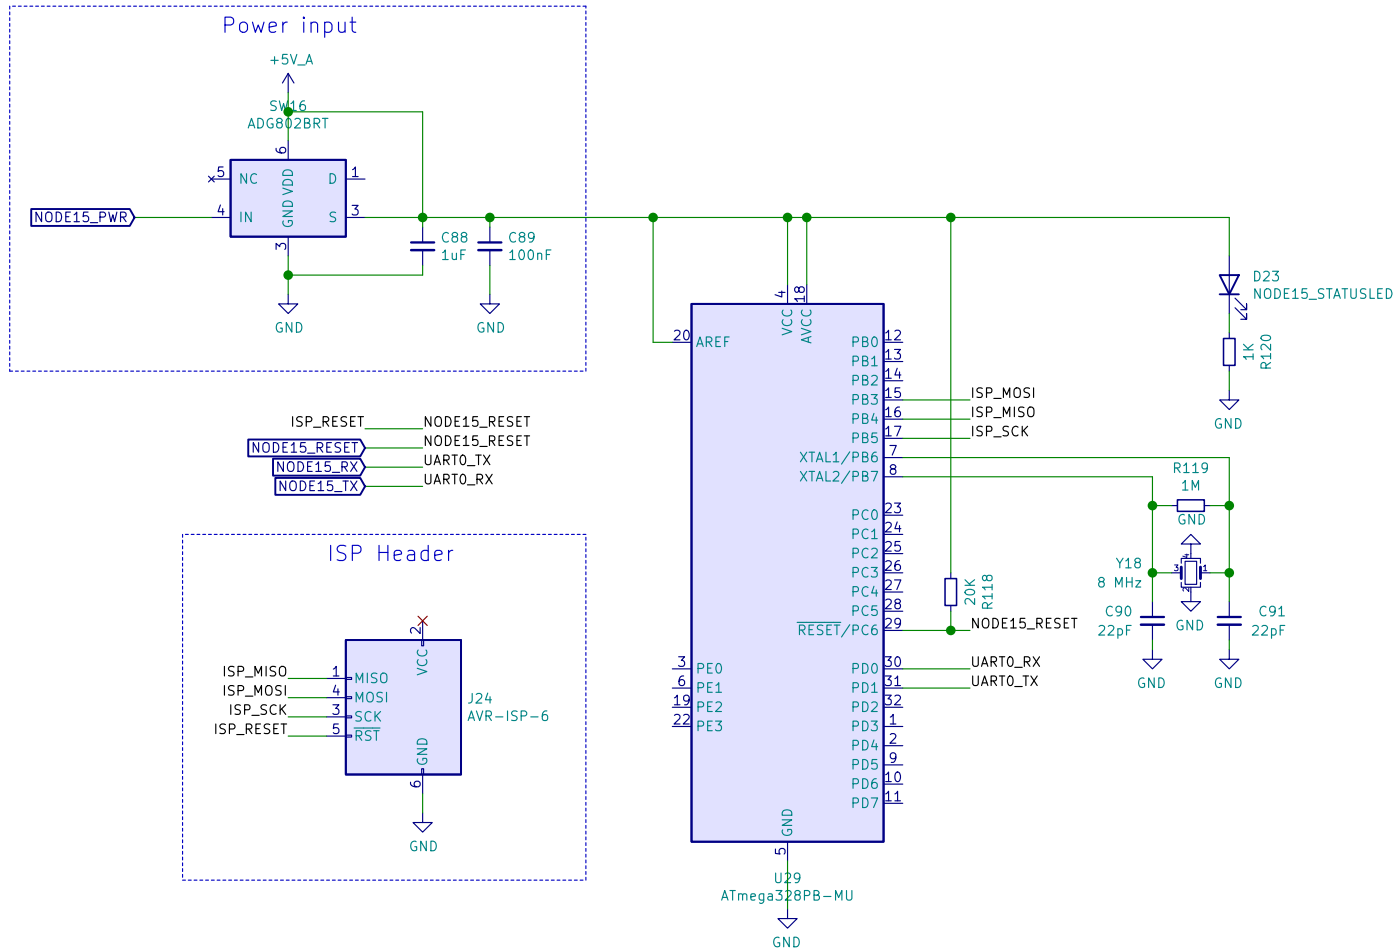 Power input
+5V_A
SW16
ADG802BRT
6
5
NC
VDD
D
1
NODE15_PWR
4
IN
GND
S
3
3
GND
C88
1uF
C89
100nF
GND
ISP_RESET
NODE15_RESET
NODE15_RESET
NODE15_RESET
NODE15_RX
UART0_TX
NODE15_TX
UART0_RX
ISP Header
2
VCC
ISP_MISO
1
MISO
ISP_MOSI
4
MOSI
ISP_SCK
3
SCK
ISP_RESET
5
RST
GND
6
GND
J24
AVR-ISP-6
4
18
VCC
AVCC
20
AREF
3
PE0
6
PE1
19
PE2
22
PE3
PB0
12
PB1
13
PB2
14
PB3
15
ISP_MOSI
PB4
16
ISP_MISO
PB5
17
ISP_SCK
XTAL1/PB6
7
XTAL2/PB7
8
PC0
23
PC1
24
PC2
25
PC3
26
PC4
27
PC5
28
RESET/PC6
29
NODE15_RESET
PD0
30
UART0_RX
PD1
31
UART0_TX
PD2
32
PD3
1
PD4
2
PD5
9
PD6
10
PD7
11
GND
5
U29
ATmega328PB-MU
GND
20K
R118
D23
NODE15_STATUSLED
1K
R120
GND
R119
1M
GND
Y18
8 MHz
4
3
1
2
GND
C90
22pF
C91
22pF
GND
GND